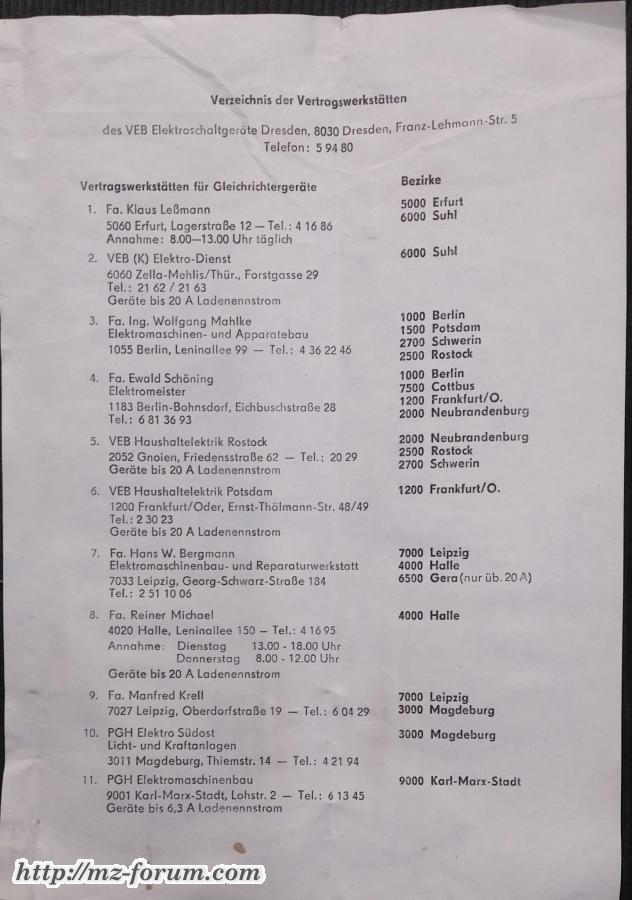 Verzeichnis der Vertragswerkstätten
des VEB Elektroschaltgeräte Dresden, 8030 Dresden, Franz-Lehmann-Str. 5
Telefon: 5 94 80
Vertragswerkstätten für Gleichrichtergeräte Bezirke
1. Fa. Klaus Leßmann 5000 Erfurt
5060 Erfurt, Lagerstraße 12 — Tel.: 4 16 86 6000 Suhl
Annahme: 8.00—13.00 Uhr täglich
2. VEB (K) Elektro-Dienst 6000 Suhl
6060 Zella-Mehlis/Thür., Forstgasse 29
Tel.: 21 62 / 21 63
Geräte bis 20 A Ladenennstrom
3. Fa. Ing. Wolfgang Mahlke 1000 Berlin
Elektromaschinen- und Apparatebau 1500 Potsdam
1055 Berlin, Leninallee 99 — Tel.: 4 36 22 46 2700 Schwerin
2500 Rostock
4. Fa. Ewald Schöning 1000 Berlin
Elektromeister 7500 Cottbus
1183 Berlin-Bohnsdorf, Eichbuschstraße 28 1200 Frankfurt/O.
Tel.: 6 81 36 93 2000 Neubrandenburg
5. VEB Haushaltelektrik Rostock 2000 Neubrandenburg
2052 Gnoien, Friedensstraße 62 — Tel.: 20 29 2500 Rostock
Geräte bis 20 A Ladenennstrom 2700 Schwerin
6. VEB Haushaltelektrik Potsdam 1200 Frankfurt/O.
1200 Frankfurt/Oder, Ernst-Thälmann-Str. 48/49
Tel.: 2 30 23
Geräte bis 20 A Ladenennstrom
7. Fa. Hans W. Bergmann 7000 Leipzig
Elektromaschinenbau- und Reparaturwerkstatt 4000 Halle
7033 Leipzig, Georg-Schwarz-Straße 184 6500 Gera (nur üb. 20 A)
Tel.: 2 51 10 06
8. Fa. Reiner Michael 4000 Halle
4020 Halle, Leninallee 150 — Tel.: 4 16 95
Annahme: Dienstag 13.00 - 18.00 Uhr
Donnerstag 8.00 - 12.00 Uhr
Geräte bis 20 A Ladenennstrom
9. Fa. Manfred Krell 7000 Leipzig
7027 Leipzig, Oberdorfstraße 19 — Tel.: 6 04 29 3000 Magdeburg
10. PGH Elektro Südost 3000 Magdeburg
Licht- und Kraftanlagen
3011 Magdeburg, Thiemstr. 14 — Tel.: 4 21 94
11. PGH Elektromaschinenbau 9000 Karl-Marx-Stadt
9001 Karl-Marx-Stadt, Lohstr. 2 — Tel.: 6 13 45
Geräte bis 6,3 A Ladenennstrom
http://mz-forum.com